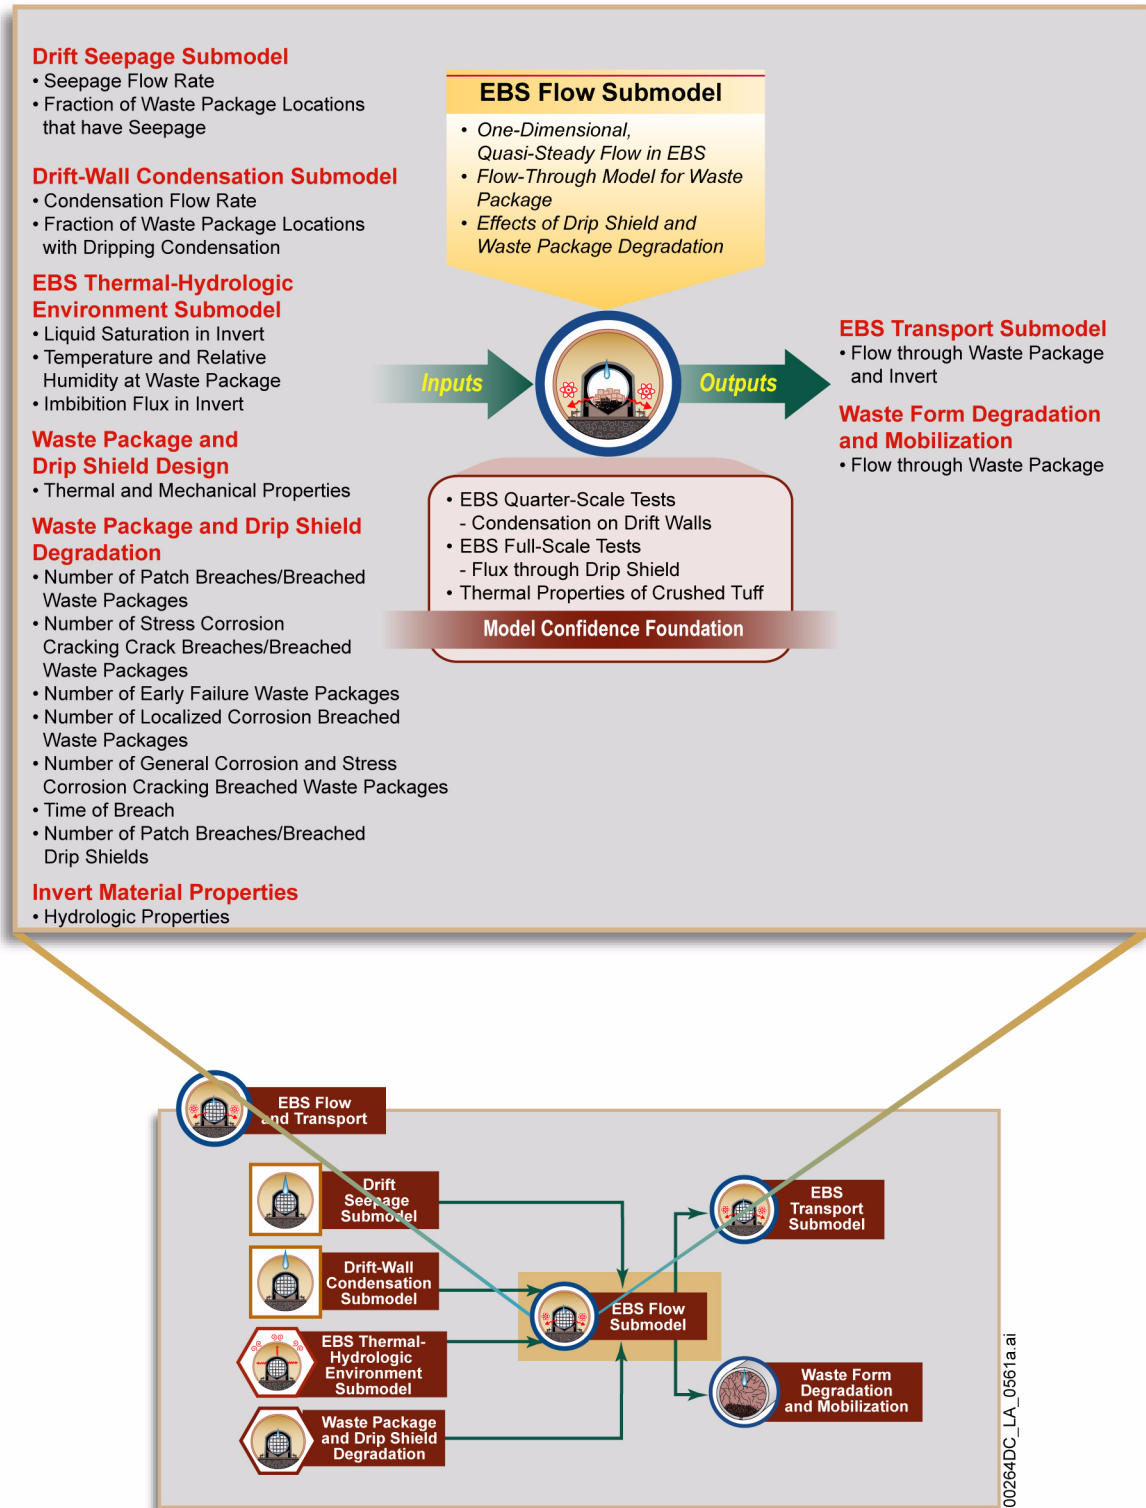 Drift Seepage Submodel
• Seepage Flow Rate
• Fraction of Waste Package Locations
that have Seepage
Drift-Wall Condensation Submodel
• Condensation Flow Rate
• Fraction of Waste Package Locations
with Dripping Condensation
EBS Thermal-Hydrologic
Environment Submodel
• Liquid Saturation in Invert
• Temperature and Relative
Humidity at Waste Package
• Imbibition Flux in Invert
Waste Package and
Drip Shield Design
• Thermal and Mechanical Properties
Waste Package and Drip Shield
Degradation
• Number of Patch Breaches/Breached
Waste Packages
• Number of Stress Corrosion
Cracking Crack Breaches/Breached
Waste Packages
• Number of Early Failure Waste Packages
• Number of Localized Corrosion Breached
Waste Packages
• Number of General Corrosion and Stress
Corrosion Cracking Breached Waste Packages
• Time of Breach
• Number of Patch Breaches/Breached
Drip Shields
Invert Material Properties
• Hydrologic Properties
EBS Flow Submodel
• One-Dimensional,
Quasi-Steady Flow in EBS
• Flow-Through Model for Waste
Package
• Effects of Drip Shield and
Waste Package Degradation
Inputs
Outputs
• EBS Quarter-Scale Tests
- Condensation on Drift Walls
• EBS Full-Scale Tests
- Flux through Drip Shield
• Thermal Properties of Crushed Tuff
Model Confidence Foundation
EBS Transport Submodel
• Flow through Waste Package
and Invert
Waste Form Degradation
and Mobilization
• Flow through Waste Package
EBS Flow
and Transport
Drift
Seepage
Submodel
Drift-Wall
Condensation
Submodel
EBS Thermal-
Hydrologic
Environment
Submodel
Waste Package
and Drip Shield
Degradation
EBS Flow
Submodel
EBS
Transport
Submodel
Waste Form
Degradation
and Mobilization
00264DC_LA_0561a.ai